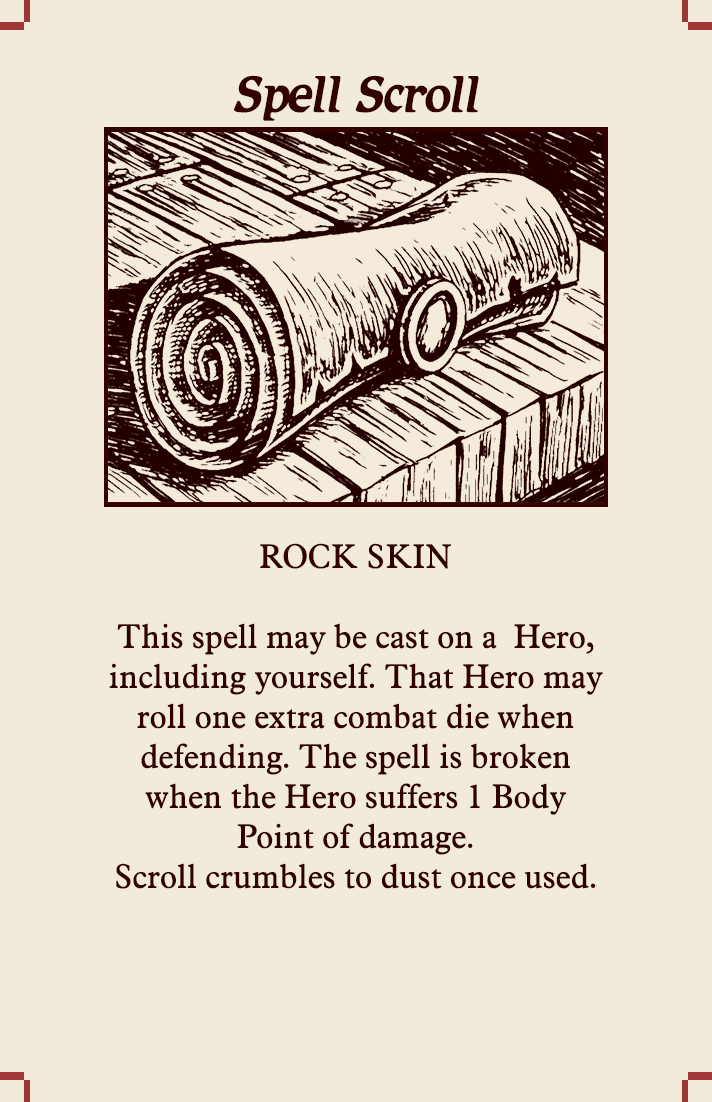 Spell Scroll
ROCK SKIN
This spell may be cast on a  Hero,
including yourself. That Hero may
roll one extra combat die when
defending. The spell is broken
when the Hero suffers 1 Body
Point of damage.
Scroll crumbles to dust once used.